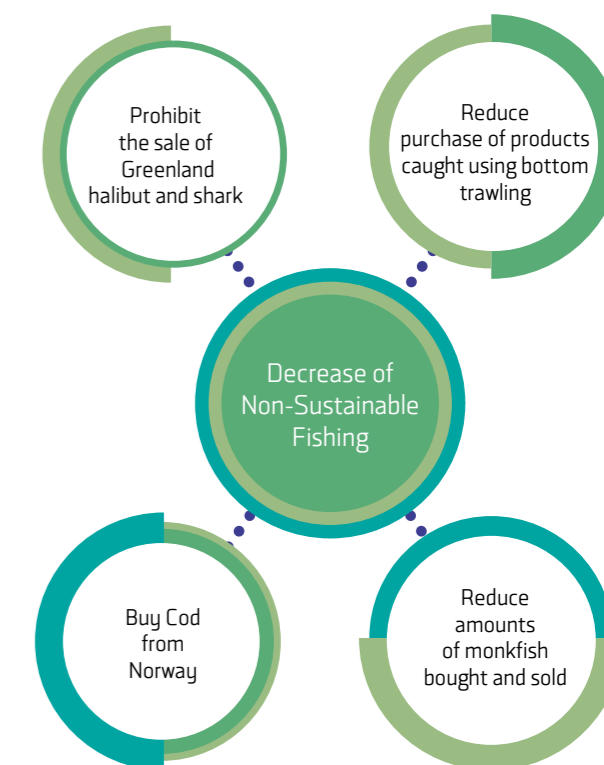 Prohibit
the sale of
Greenland
halibut and shark
Reduce
purchase of products
caught using bottom
trawling
Decrease of
Non-Sustainable
Fishing
Buy Cod
from
Norway
Reduce
amounts
of monkfish
bought and sold